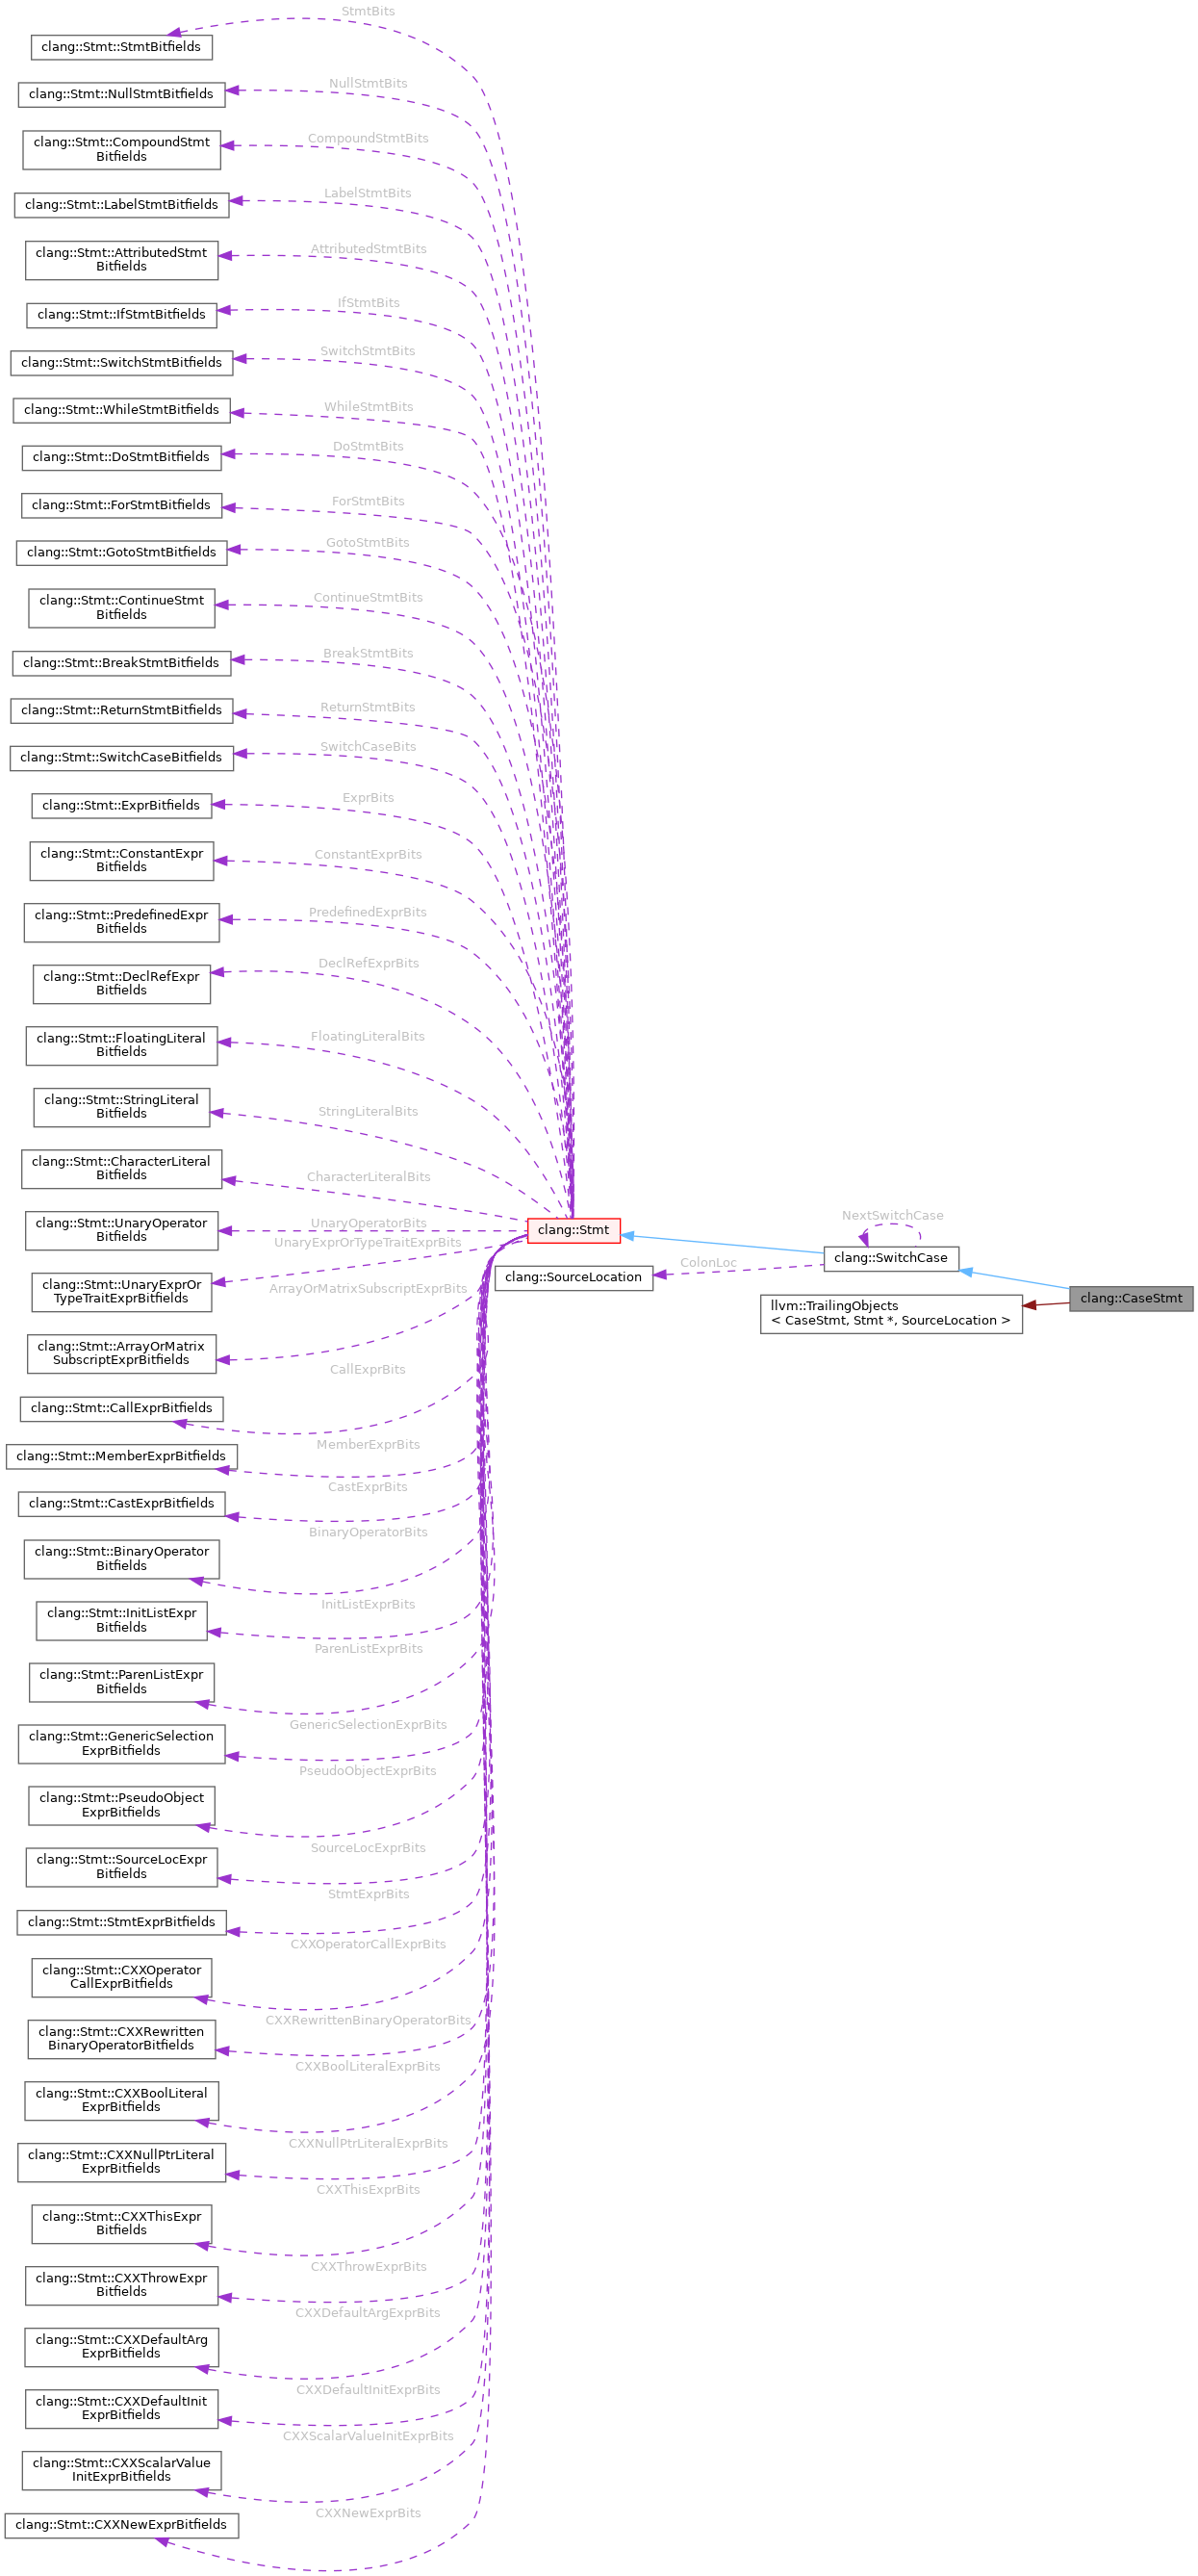 StmtBits
clang::Stmt::StmtBitfields
NullStmtBits
clang::Stmt::NullStmtBitfields
CompoundStmtBits
clang::Stmt::CompoundStmt
Bitfields
LabelStmtBits
clang::Stmt::LabelStmtBitfields
AttributedStmtBits
clang::Stmt::AttributedStmt
Bitfields
IfStmtBits
clang::Stmt::IfStmtBitfields
SwitchStmtBits
clang::Stmt::SwitchStmtBitfields
WhileStmtBits
clang::Stmt::WhileStmtBitfields
DoStmtBits
clang::Stmt::DoStmtBitfields
ForStmtBits
clang::Stmt::ForStmtBitfields
GotoStmtBits
clang::Stmt::GotoStmtBitfields
ContinueStmtBits
clang::Stmt::ContinueStmt
Bitfields
BreakStmtBits
clang::Stmt::BreakStmtBitfields
ReturnStmtBits
clang::Stmt::ReturnStmtBitfields
SwitchCaseBits
clang::Stmt::SwitchCaseBitfields
ExprBits
clang::Stmt::ExprBitfields
ConstantExprBits
clang::Stmt::ConstantExpr
Bitfields
PredefinedExprBits
clang::Stmt::PredefinedExpr
Bitfields
DeclRefExprBits
clang::Stmt::DeclRefExpr
Bitfields
FloatingLiteralBits
clang::Stmt::FloatingLiteral
Bitfields
StringLiteralBits
clang::Stmt::StringLiteral
Bitfields
CharacterLiteralBits
clang::Stmt::CharacterLiteral
Bitfields
UnaryOperatorBits
clang::Stmt::UnaryOperator
Bitfields
UnaryExprOrTypeTraitExprBits
clang::Stmt::UnaryExprOr
TypeTraitExprBitfields
ArrayOrMatrixSubscriptExprBits
clang::Stmt::ArrayOrMatrix
SubscriptExprBitfields
CallExprBits
clang::Stmt::CallExprBitfields
MemberExprBits
clang::Stmt::MemberExprBitfields
CastExprBits
clang::Stmt::CastExprBitfields
BinaryOperatorBits
clang::Stmt::BinaryOperator
Bitfields
InitListExprBits
clang::Stmt::InitListExpr
Bitfields
ParenListExprBits
clang::Stmt::ParenListExpr
Bitfields
GenericSelectionExprBits
clang::Stmt::GenericSelection
ExprBitfields
PseudoObjectExprBits
clang::Stmt::PseudoObject
ExprBitfields
SourceLocExprBits
clang::Stmt::SourceLocExpr
Bitfields
StmtExprBits
clang::Stmt::StmtExprBitfields
CXXOperatorCallExprBits
clang::Stmt::CXXOperator
CallExprBitfields
CXXRewrittenBinaryOperatorBits
clang::Stmt::CXXRewritten
BinaryOperatorBitfields
CXXBoolLiteralExprBits
clang::Stmt::CXXBoolLiteral
ExprBitfields
CXXNullPtrLiteralExprBits
clang::Stmt::CXXNullPtrLiteral
ExprBitfields
CXXThisExprBits
clang::Stmt::CXXThisExpr
Bitfields
CXXThrowExprBits
clang::Stmt::CXXThrowExpr
Bitfields
CXXDefaultArgExprBits
clang::Stmt::CXXDefaultArg
ExprBitfields
CXXDefaultInitExprBits
clang::Stmt::CXXDefaultInit
ExprBitfields
CXXScalarValueInitExprBits
clang::Stmt::CXXScalarValue
InitExprBitfields
CXXNewExprBits
clang::Stmt::CXXNewExprBitfields
clang::Stmt
clang::SourceLocation
ColonLoc
NextSwitchCase
clang::SwitchCase
llvm::TrailingObjects
< CaseStmt, Stmt *, SourceLocation >
clang::CaseStmt